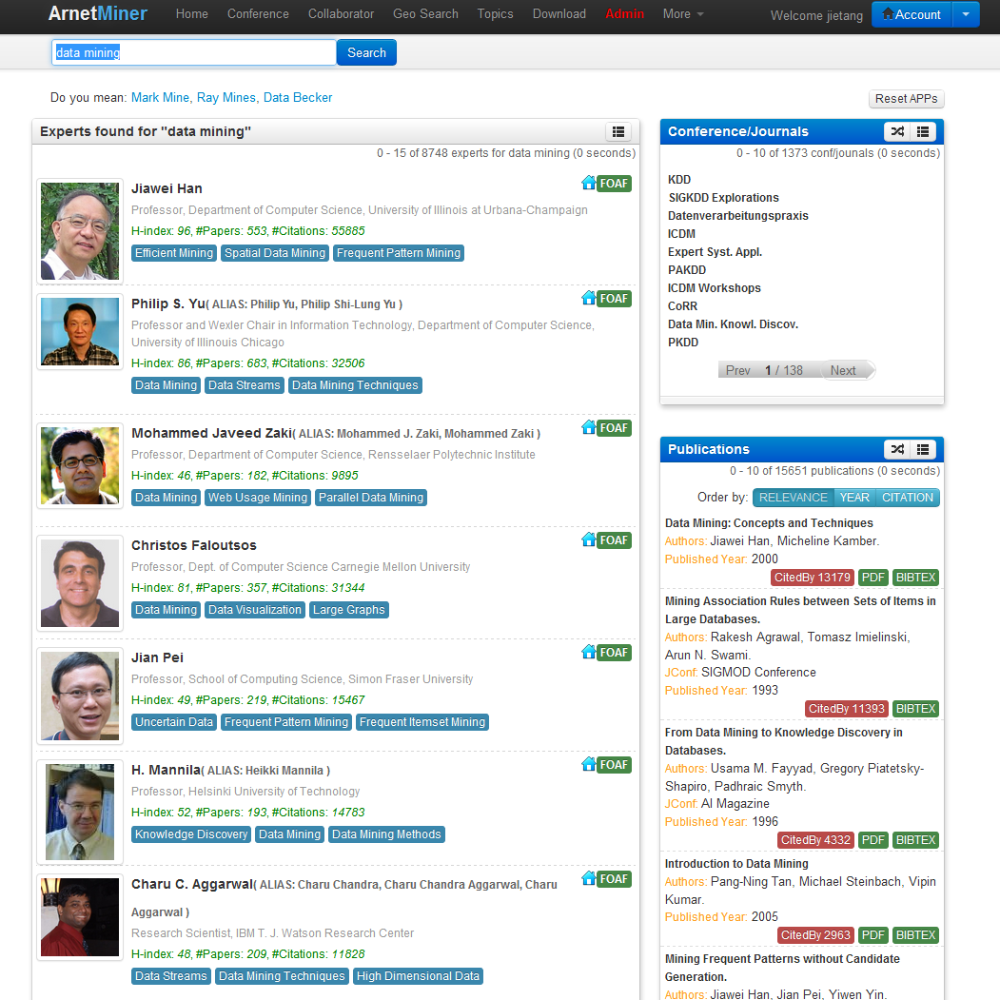 ArnetMiner
Home Conference Collaborator Geo Search Topics Download Admin More Welcome jietang Account
data mining Search
Do you mean: Mark Mine, Ray Mines, Data Becker
Reset APPs
Experts found for "data mining"
0 - 15 of 8748 experts for data mining (0 seconds)
Jiawei Han
FOAF
Professor, Department of Computer Science, University of Illinois at Urbana-Champaign
H-index: 96, #Papers: 553, #Citations: 55885
Efficient Mining Spatial Data Mining Frequent Pattern Mining
Philip S. Yu( ALIAS: Philip Yu, Philip Shi-Lung Yu )
FOAF
Professor and Wexler Chair in Information Technology, Department of Computer Science,
University of Illinouis Chicago
H-index: 86, #Papers: 683, #Citations: 32506
Data Mining Data Streams Data Mining Techniques
Mohammed Javeed Zaki( ALIAS: Mohammed J. Zaki, Mohammed Zaki )
FOAF
Professor, Department of Computer Science, Rensselaer Polytechnic Institute
H-index: 46, #Papers: 182, #Citations: 9895
Data Mining Web Usage Mining Parallel Data Mining
Christos Faloutsos
FOAF
Professor, Dept. of Computer Science Carnegie Mellon University
H-index: 81, #Papers: 357, #Citations: 31344
Data Mining Data Visualization Large Graphs
Jian Pei
FOAF
Professor, School of Computing Science, Simon Fraser University
H-index: 49, #Papers: 219, #Citations: 15467
Uncertain Data Frequent Pattern Mining Frequent Itemset Mining
H. Mannila( ALIAS: Heikki Mannila )
FOAF
Professor, Helsinki University of Technology
H-index: 52, #Papers: 193, #Citations: 14783
Knowledge Discovery Data Mining Data Mining Methods
Charu C. Aggarwal( ALIAS: Charu Chandra, Charu Chandra Aggarwal, Charu
Aggarwal )
FOAF
Research Scientist, IBM T. J. Watson Research Center
H-index: 48, #Papers: 209, #Citations: 11828
Data Streams Data Mining Techniques High Dimensional Data
Conference/Journals
0 - 10 of 1373 conf/jounals (0 seconds)
KDD
SIGKDD Explorations
Datenverarbeitungspraxis
ICDM
Expert Syst. Appl.
PAKDD
ICDM Workshops
CoRR
Data Min. Knowl. Discov.
PKDD
Prev 1 / 138 Next
Publications
0 - 10 of 15651 publications (0 seconds)
Order by: RELEVANCE YEAR CITATION
Data Mining: Concepts and Techniques
Authors: Jiawei Han, Micheline Kamber.
Published Year: 2000
CitedBy 13179 PDF BIBTEX
Mining Association Rules between Sets of Items in
Large Databases.
Authors: Rakesh Agrawal, Tomasz Imielinski,
Arun N. Swami.
JConf: SIGMOD Conference
Published Year: 1993
CitedBy 11393 BIBTEX
From Data Mining to Knowledge Discovery in
Databases.
Authors: Usama M. Fayyad, Gregory Piatetsky-
Shapiro, Padhraic Smyth.
JConf: AI Magazine
Published Year: 1996
CitedBy 4332 PDF BIBTEX
Introduction to Data Mining
Authors: Pang-Ning Tan, Michael Steinbach, Vipin
Kumar.
Published Year: 2005
CitedBy 2963 PDF BIBTEX
Mining Frequent Patterns without Candidate
Generation.
Authors: Jiawei Han, Jian Pei, Yiwen Yin.